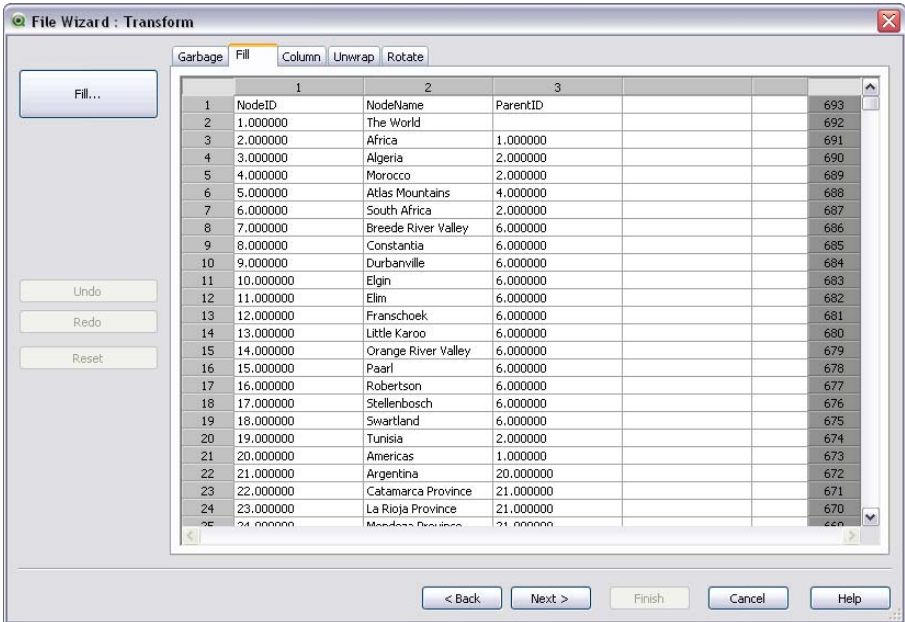 File Wizard : Transform
Garbage Fill Column Unwrap Rotate
Fill...
1 2 3
1 NodeID NodeName ParentID 693
2 1.000000 The World 692
3 2.000000 Africa 1.000000 691
4 3.000000 Algeria 2.000000 690
5 4.000000 Morocco 2.000000 689
6 5.000000 Atlas Mountains 4.000000 688
7 6.000000 South Africa 2.000000 687
8 7.000000 Breede River Valley 6.000000 686
9 8.000000 Constantia 6.000000 685
10 9.000000 Durbanville 6.000000 684
11 10.000000 Elgin 6.000000 683
12 11.000000 Elim 6.000000 682
13 12.000000 Franschoek 6.000000 681
14 13.000000 Little Karoo 6.000000 680
15 14.000000 Orange River Valley 6.000000 679
16 15.000000 Paarl 6.000000 678
17 16.000000 Robertson 6.000000 677
18 17.000000 Stellenbosch 6.000000 676
19 18.000000 Swartland 6.000000 675
20 19.000000 Tunisia 2.000000 674
21 20.000000 Americas 1.000000 673
22 21.000000 Argentina 20.000000 672
23 22.000000 Catamarca Province 21.000000 671
24 23.000000 La Rioja Province 21.000000 670
25 24.000000 Mendoza Province 21.000000 669
Undo
Redo
Reset
< Back Next > Finish Cancel Help